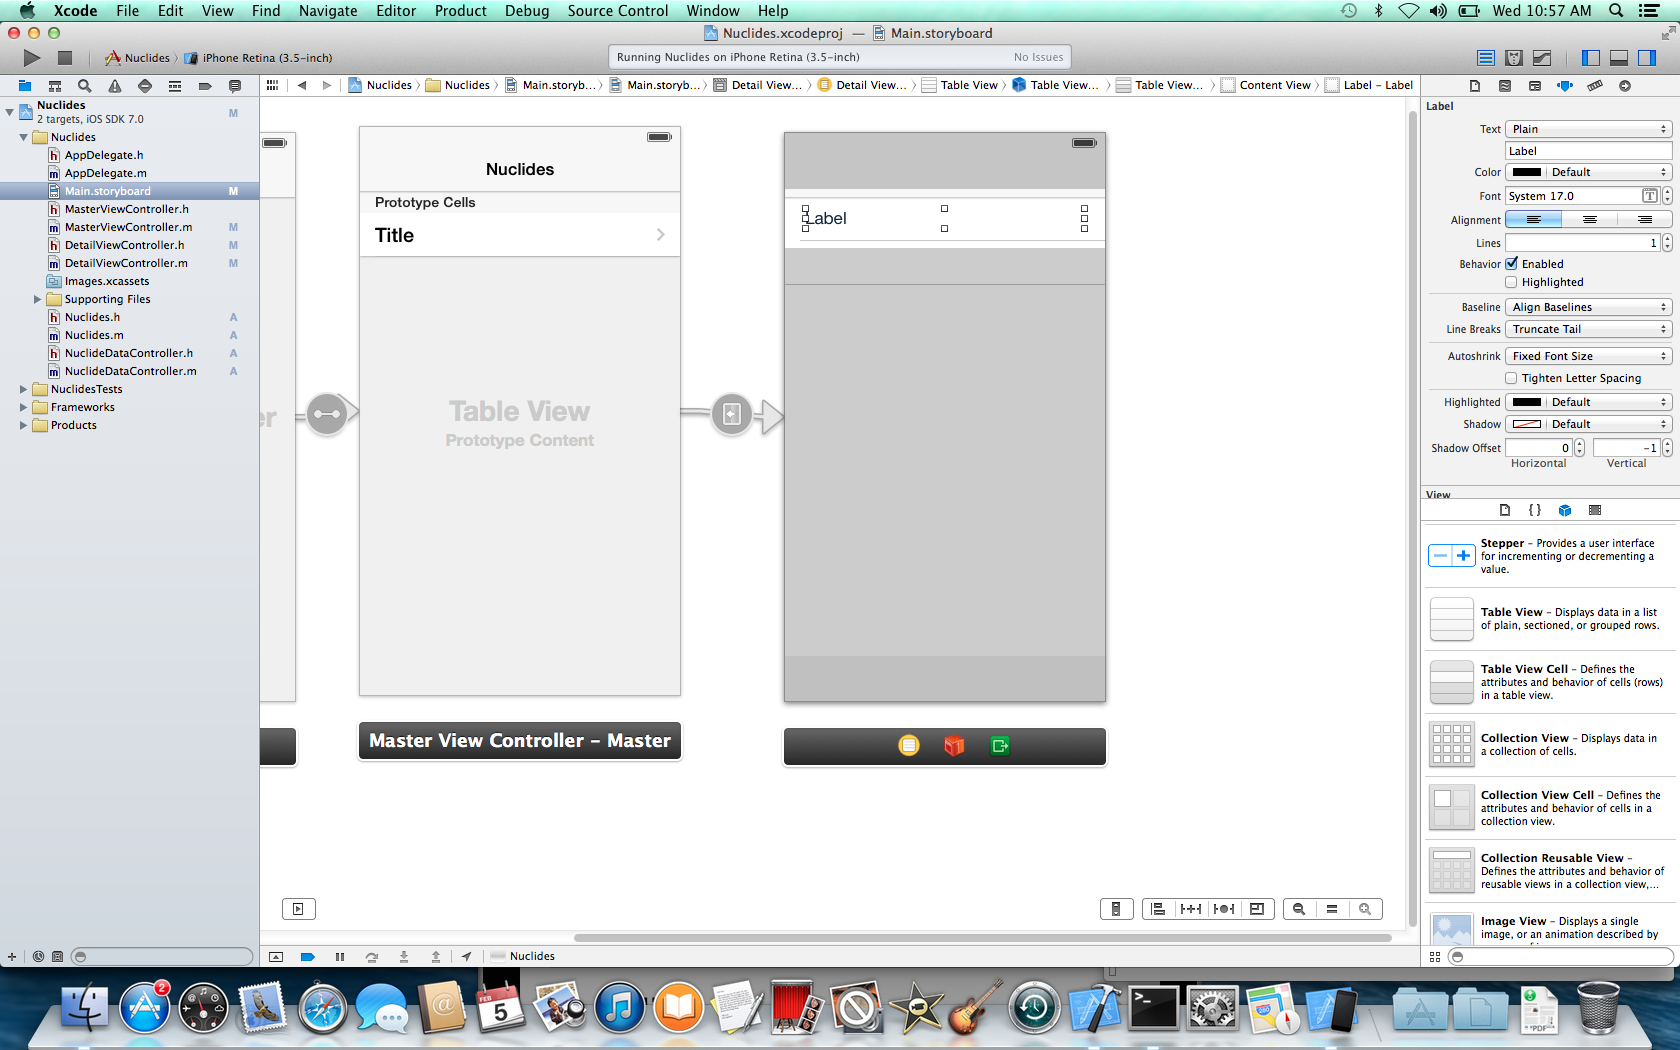 Xcode File Edit View Find Navigate Editor Product Debug Source Control Window Help Wed 10:57 AM
Nuclides.xcodeproj — Main.storyboard
Nuclides iPhone Retina (3.5-inch)
Running Nuclides on iPhone Retina (3.5-inch) No Issues
Nuclides Nuclides Main.storyb... Main.storyb... Detail View... Detail View... Table View Table View... Table View... Content View Label - Label
Nuclides
2 targets, iOS SDK 7.0 M
Nuclides
h AppDelegate.h
m AppDelegate.m
Main.storyboard M
h MasterViewController.h
m MasterViewController.m M
h DetailViewController.h M
m DetailViewController.m M
Images.xcassets
Supporting Files
h Nuclides.h A
m Nuclides.m A
h NuclideDataController.h A
m NuclideDataController.m A
NuclidesTests
Frameworks
Products
er
Nuclides
Prototype Cells
Title
Table View
Prototype Content
Master View Controller - Master
Label
Label
Text Plain
Label
Color Default
Font System 17.0 T
Alignment
Lines 1
Behavior Enabled
Highlighted
Baseline Align Baselines
Line Breaks Truncate Tail
Autoshrink Fixed Font Size
Tighten Letter Spacing
Highlighted Default
Shadow Default
Shadow Offset 0 -1
Horizontal Vertical
View
{ }
Stepper - Provides a user interface
for incrementing or decrementing a
value.
Table View - Displays data in a list
of plain, sectioned, or grouped rows.
Table View Cell - Defines the
attributes and behavior of cells (rows)
in a table view.
Collection View - Displays data in
a collection of cells.
Collection View Cell - Defines the
attributes and behavior of cells in a
collection view.
Collection Reusable View -
Defines the attributes and behavior of
reusable views in a collection view,...
Image View - Displays a single
image, or an animation described by
Nuclides
2
FEB
5
PDF